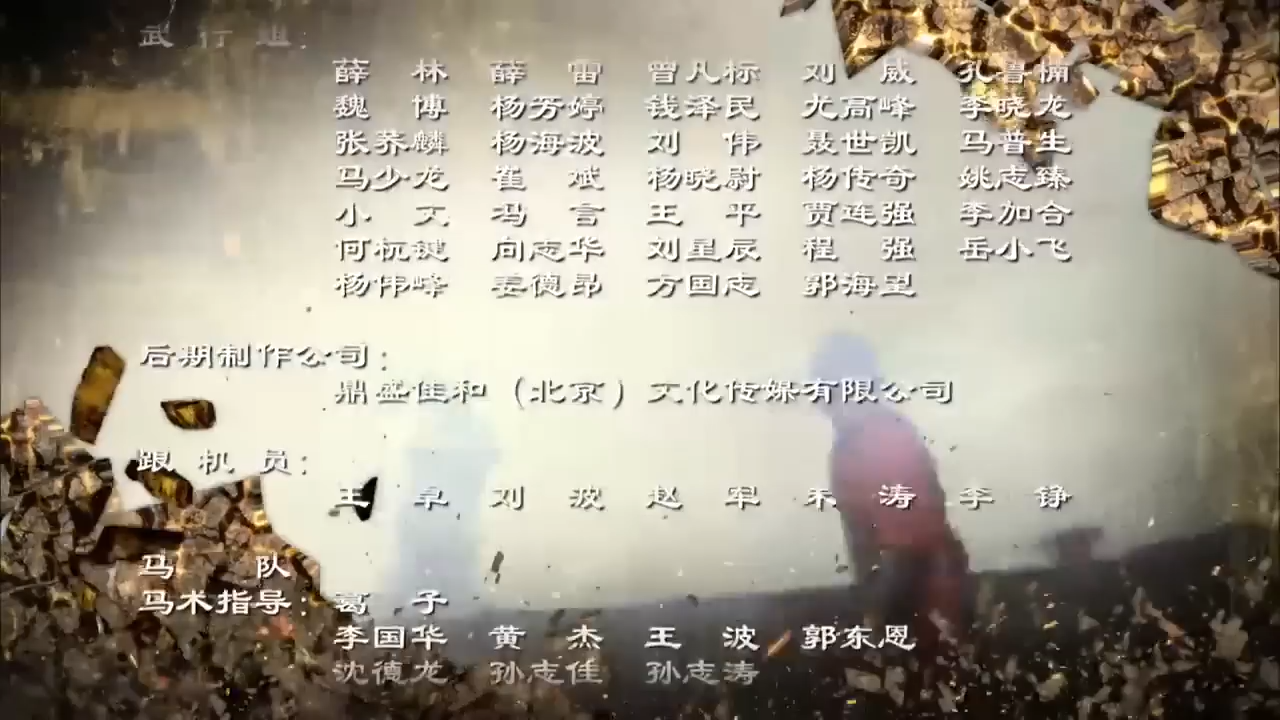 武行组：
薛 林 薛 雷 曾凡标 刘 威 孔鲁楠
魏 博 杨芳婷 钱泽民 尤高峰 李晓龙
张荞麟 杨海波 刘 伟 聂世凯 马普生
马少龙 崔 斌 杨晓尉 杨传奇 姚志臻
小 文 冯 言 王 平 贾连强 李加合
何杭键 向志华 刘星辰 程 强 岳小飞
杨伟峰 姜德昂 方国志 郭海望
后期制作公司：
鼎盛佳和（北京）文化传媒有限公司
跟 机 员：
王 卓 刘 波 赵 军 涛 李 铮
马 队
马术指导：葛 子
李国华 黄 杰 王 波 郭东恩
沈德龙 孙志佳 孙志涛